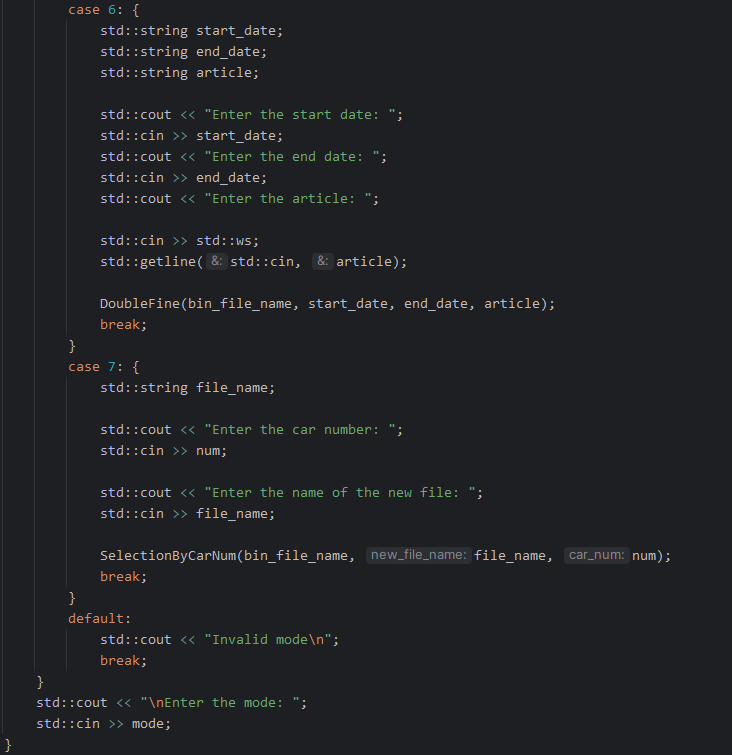 case 6: {
std::string start_date;
std::string end_date;
std::string article;
std::cout << "Enter the start date: ";
std::cin >> start_date;
std::cout << "Enter the end date: ";
std::cin >> end_date;
std::cout << "Enter the article: ";
std::cin >> std::ws;
std::getline( &: std::cin, &: article);
DoubleFine(bin_file_name, start_date, end_date, article);
break;
}
case 7: {
std::string file_name;
std::cout << "Enter the car number: ";
std::cin >> num;
std::cout << "Enter the name of the new file: ";
std::cin >> file_name;
SelectionByCarNum(bin_file_name, new_file_name: file_name, car_num: num);
break;
}
default:
std::cout << "Invalid mode\n";
break;
}
std::cout << "\nEnter the mode: ";
std::cin >> mode;
}